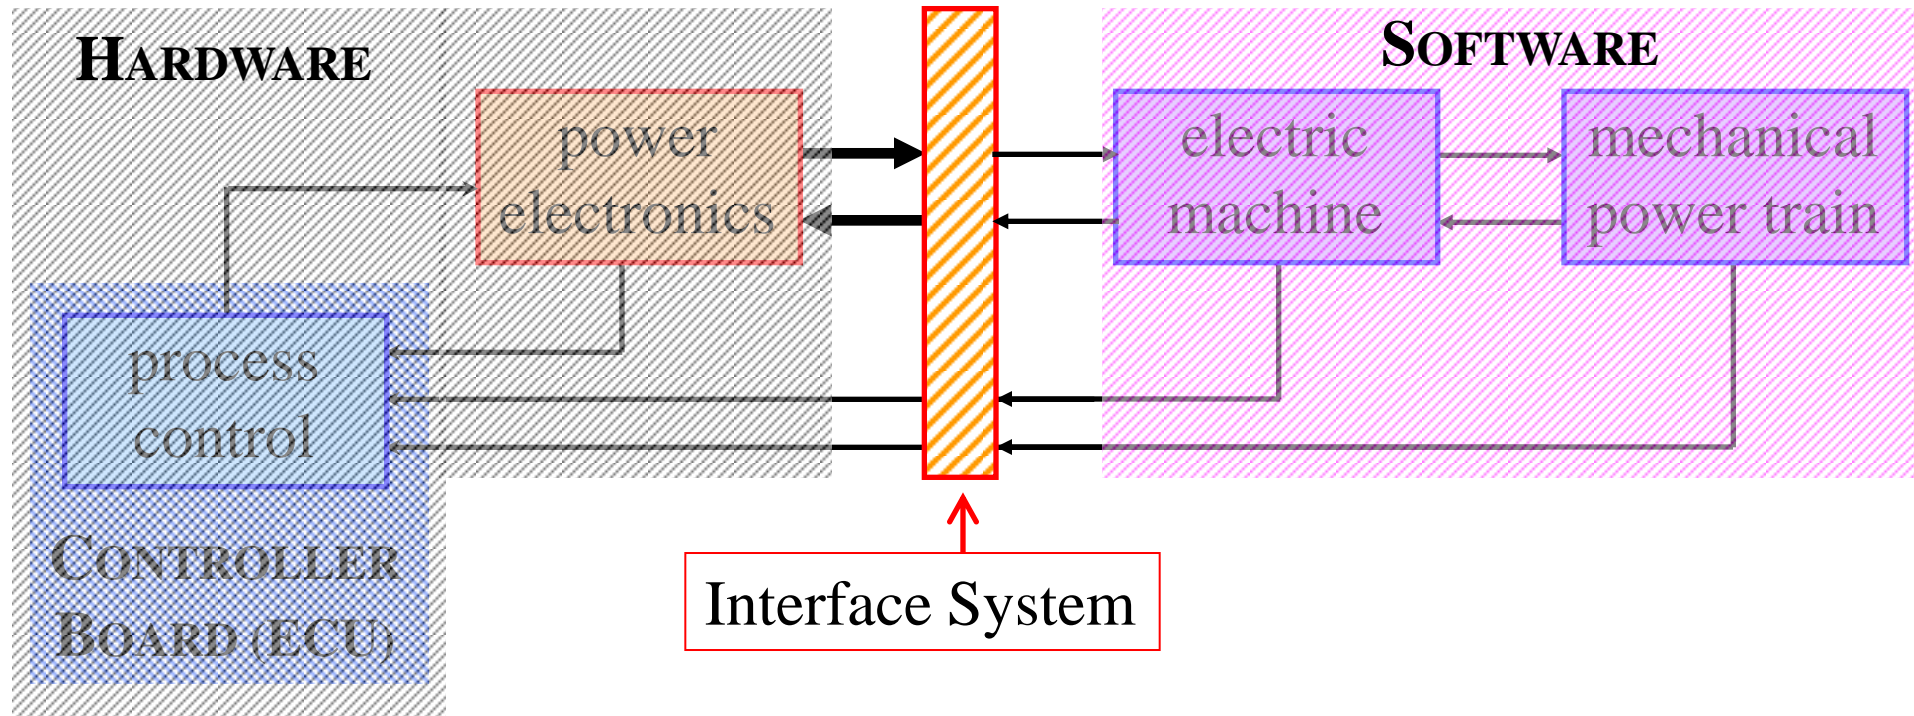 HARDWARE
SOFTWARE
power
electronics
electric
machine
mechanical
power train
process
control
CONTROLLER
BOARD (ECU)
Interface System